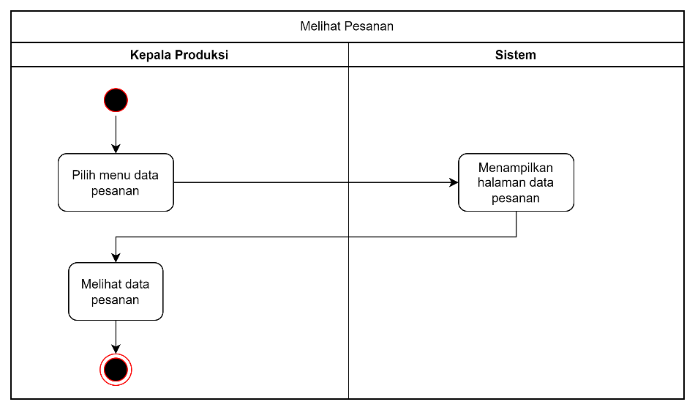 Melihat Pesanan
Kepala Produksi
Sistem
Pilih menu data
pesanan
Menampilkan
halaman data
pesanan
Melihat data
pesanan